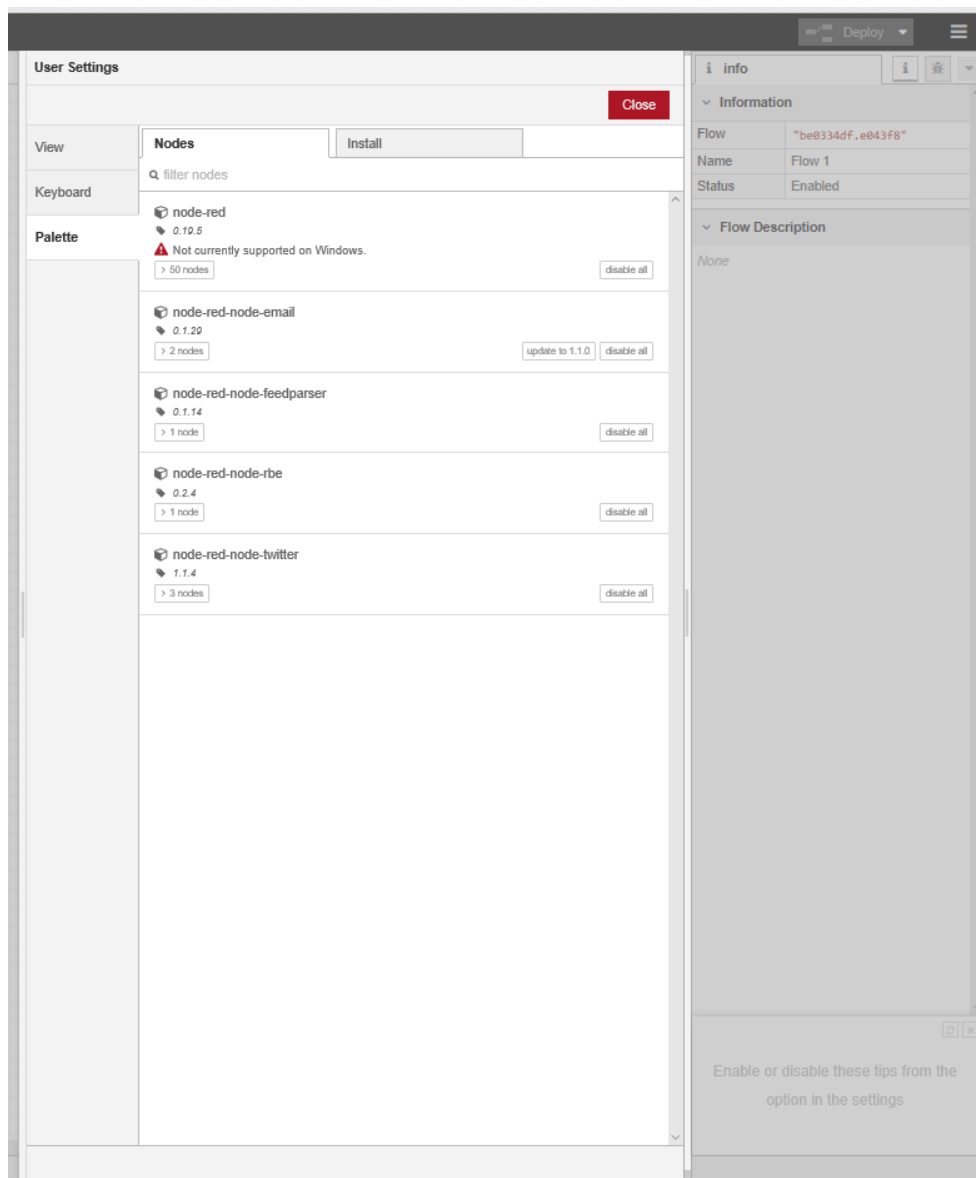 Deploy
User Settings
Close
View
Keyboard
Palette
Nodes
Install
filter nodes
node-red
0.19.5
Not currently supported on Windows.
> 50 nodes
disable all
node-red-node-email
0.1.29
> 2 nodes
update to 1.1.0
disable all
node-red-node-feedparser
0.1.14
> 1 node
disable all
node-red-node-rbe
0.2.4
> 1 node
disable all
node-red-node-twitter
1.1.4
> 3 nodes
disable all
i info
i
Information
Flow "be0334df.e043f8"
Name Flow 1
Status Enabled
Flow Description
None
Enable or disable these tips from the
option in the settings